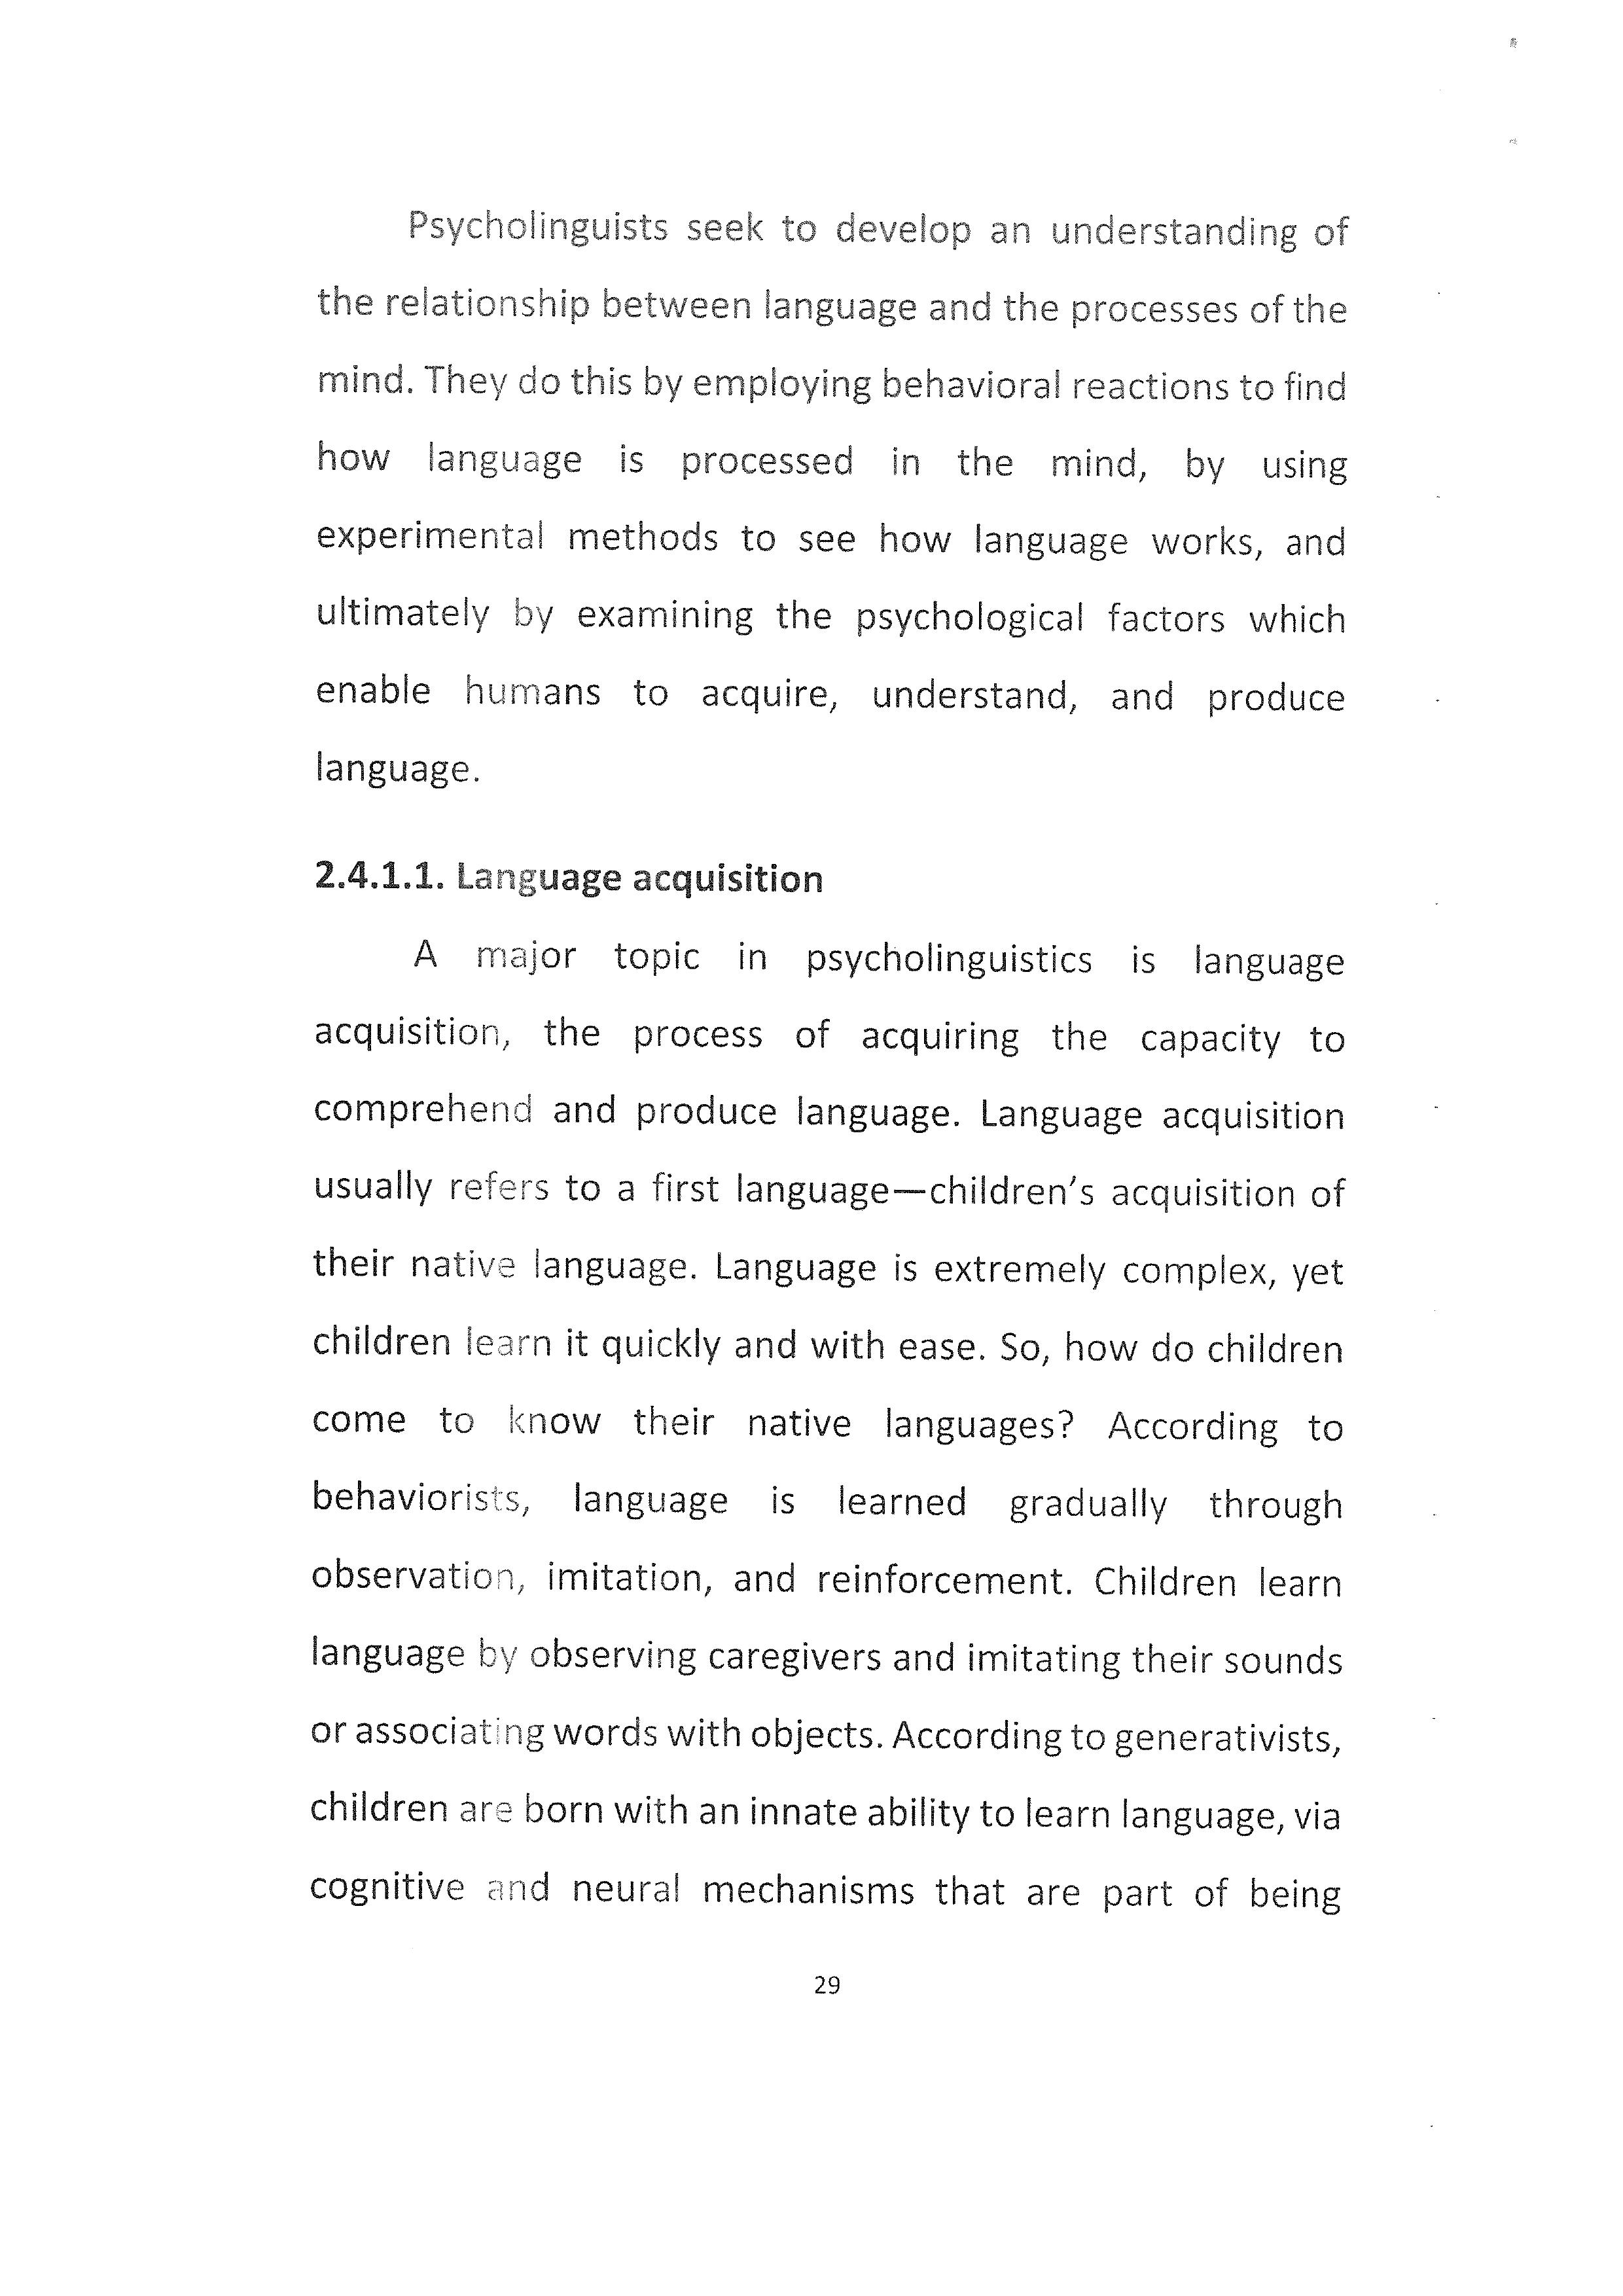 Psycholinguists seek to develop an understanding of
the relationship between language and the processes of the
mind. They do this by employing behavioral reactions to find
how language is processed in the mind, by using
experimental methods to see how language works, and
ultimately by examining the psychological factors which
enable humans to acquire, understand, and produce
language.
2.4.1.1. Language acquisition
A major topic in psycholinguistics is language
acquisition, the process of acquiring the capacity to
comprehend and produce language. Language acquisition
usually refers to a first language—children's acquisition of
their native language. Language is extremely complex, yet
children learn it quickly and with ease. So, how do children
come to know their native languages? According to
behaviorists, language is learned gradually through
observation, imitation, and reinforcement. Children learn
language by observing caregivers and imitating their sounds
or associating words with objects. According to generativists,
children are born with an innate ability to learn language, via
cognitive and neural mechanisms that are part of being
29